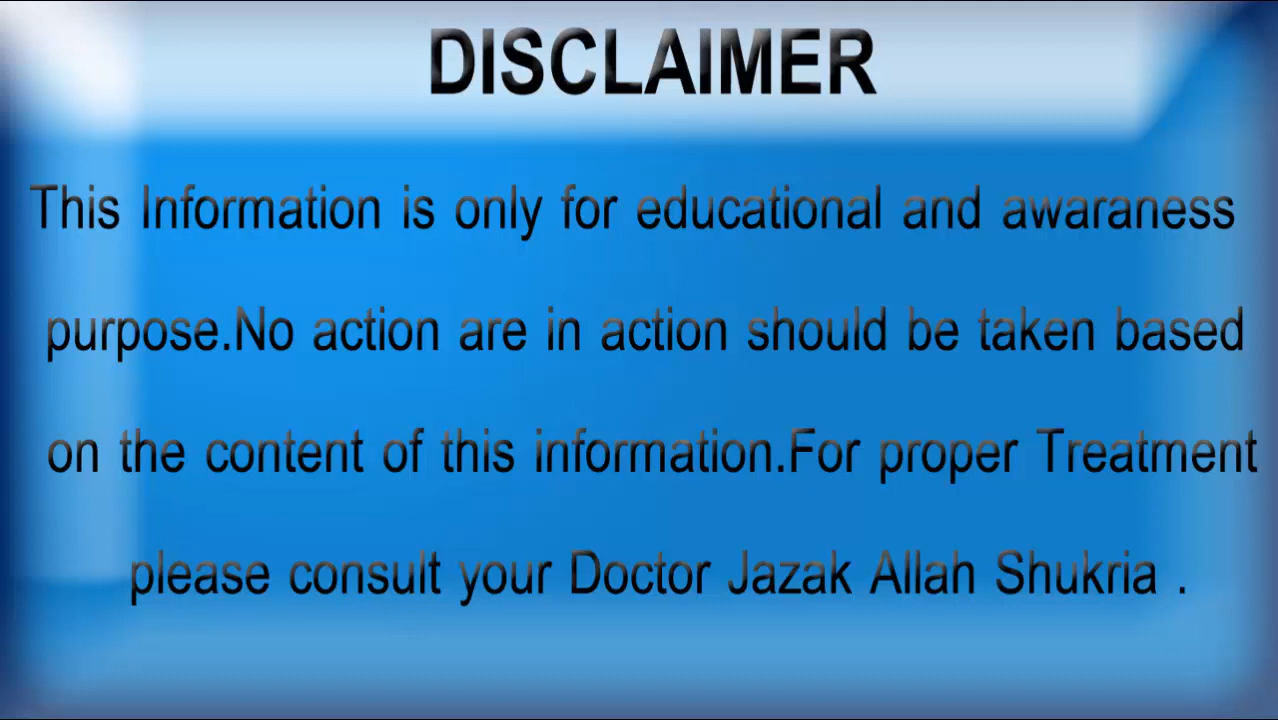 DISCLAIMER
This Information is only for educational and awaraness
purpose.No action are in action should be taken based
on the content of this information.For proper Treatment
please consult your Doctor Jazak Allah Shukria .